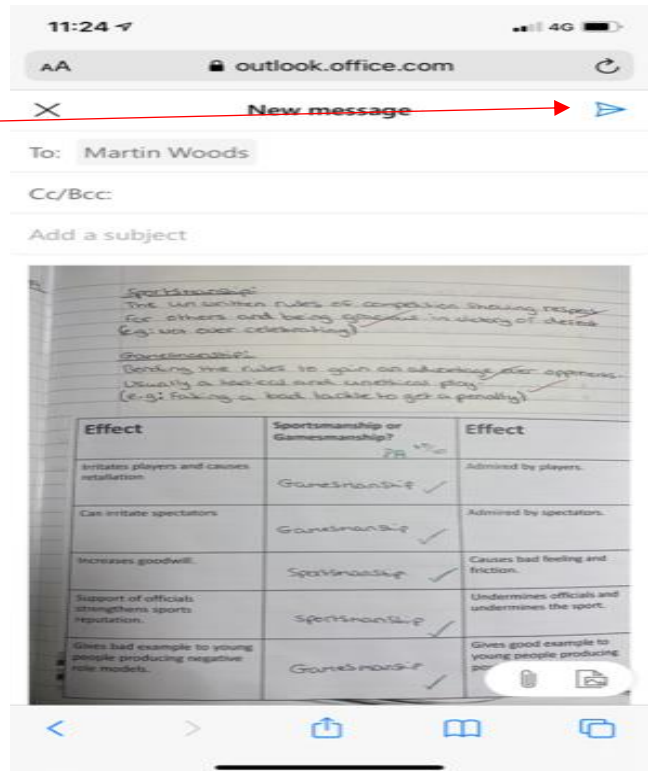 11:24
4G
AA
outlook.office.com
New message
To: Martin Woods
Cc/Bcc:
Add a subject
Sportsmanship:
The un written rules of competition showing respect
for others and being in victory or defeat
(e.g: not over celebrating)
Gamesmanship:
Bending the rules to gain an advantage over opponents.
Usually a tactical and unethical play
(e.g: Faking a bad tackle to get a penalty)
Effect
Sportsmanship or
Gamesmanship?
Effect
PA
Irritates players and causes
retaliation
Gamesmanship
Admired by players.
Can irritate spectators
Gamesmanship
Admired by spectators.
Increases goodwill.
Sportsmanship
Causes bad feeling and
friction.
Support of officials
strengthens sports
reputation.
Sportsmanship
Undermines officials and
undermines the sport.
Gives bad example to young
people producing negative
role models.
Gamesmanship
Gives good example to
young people producing